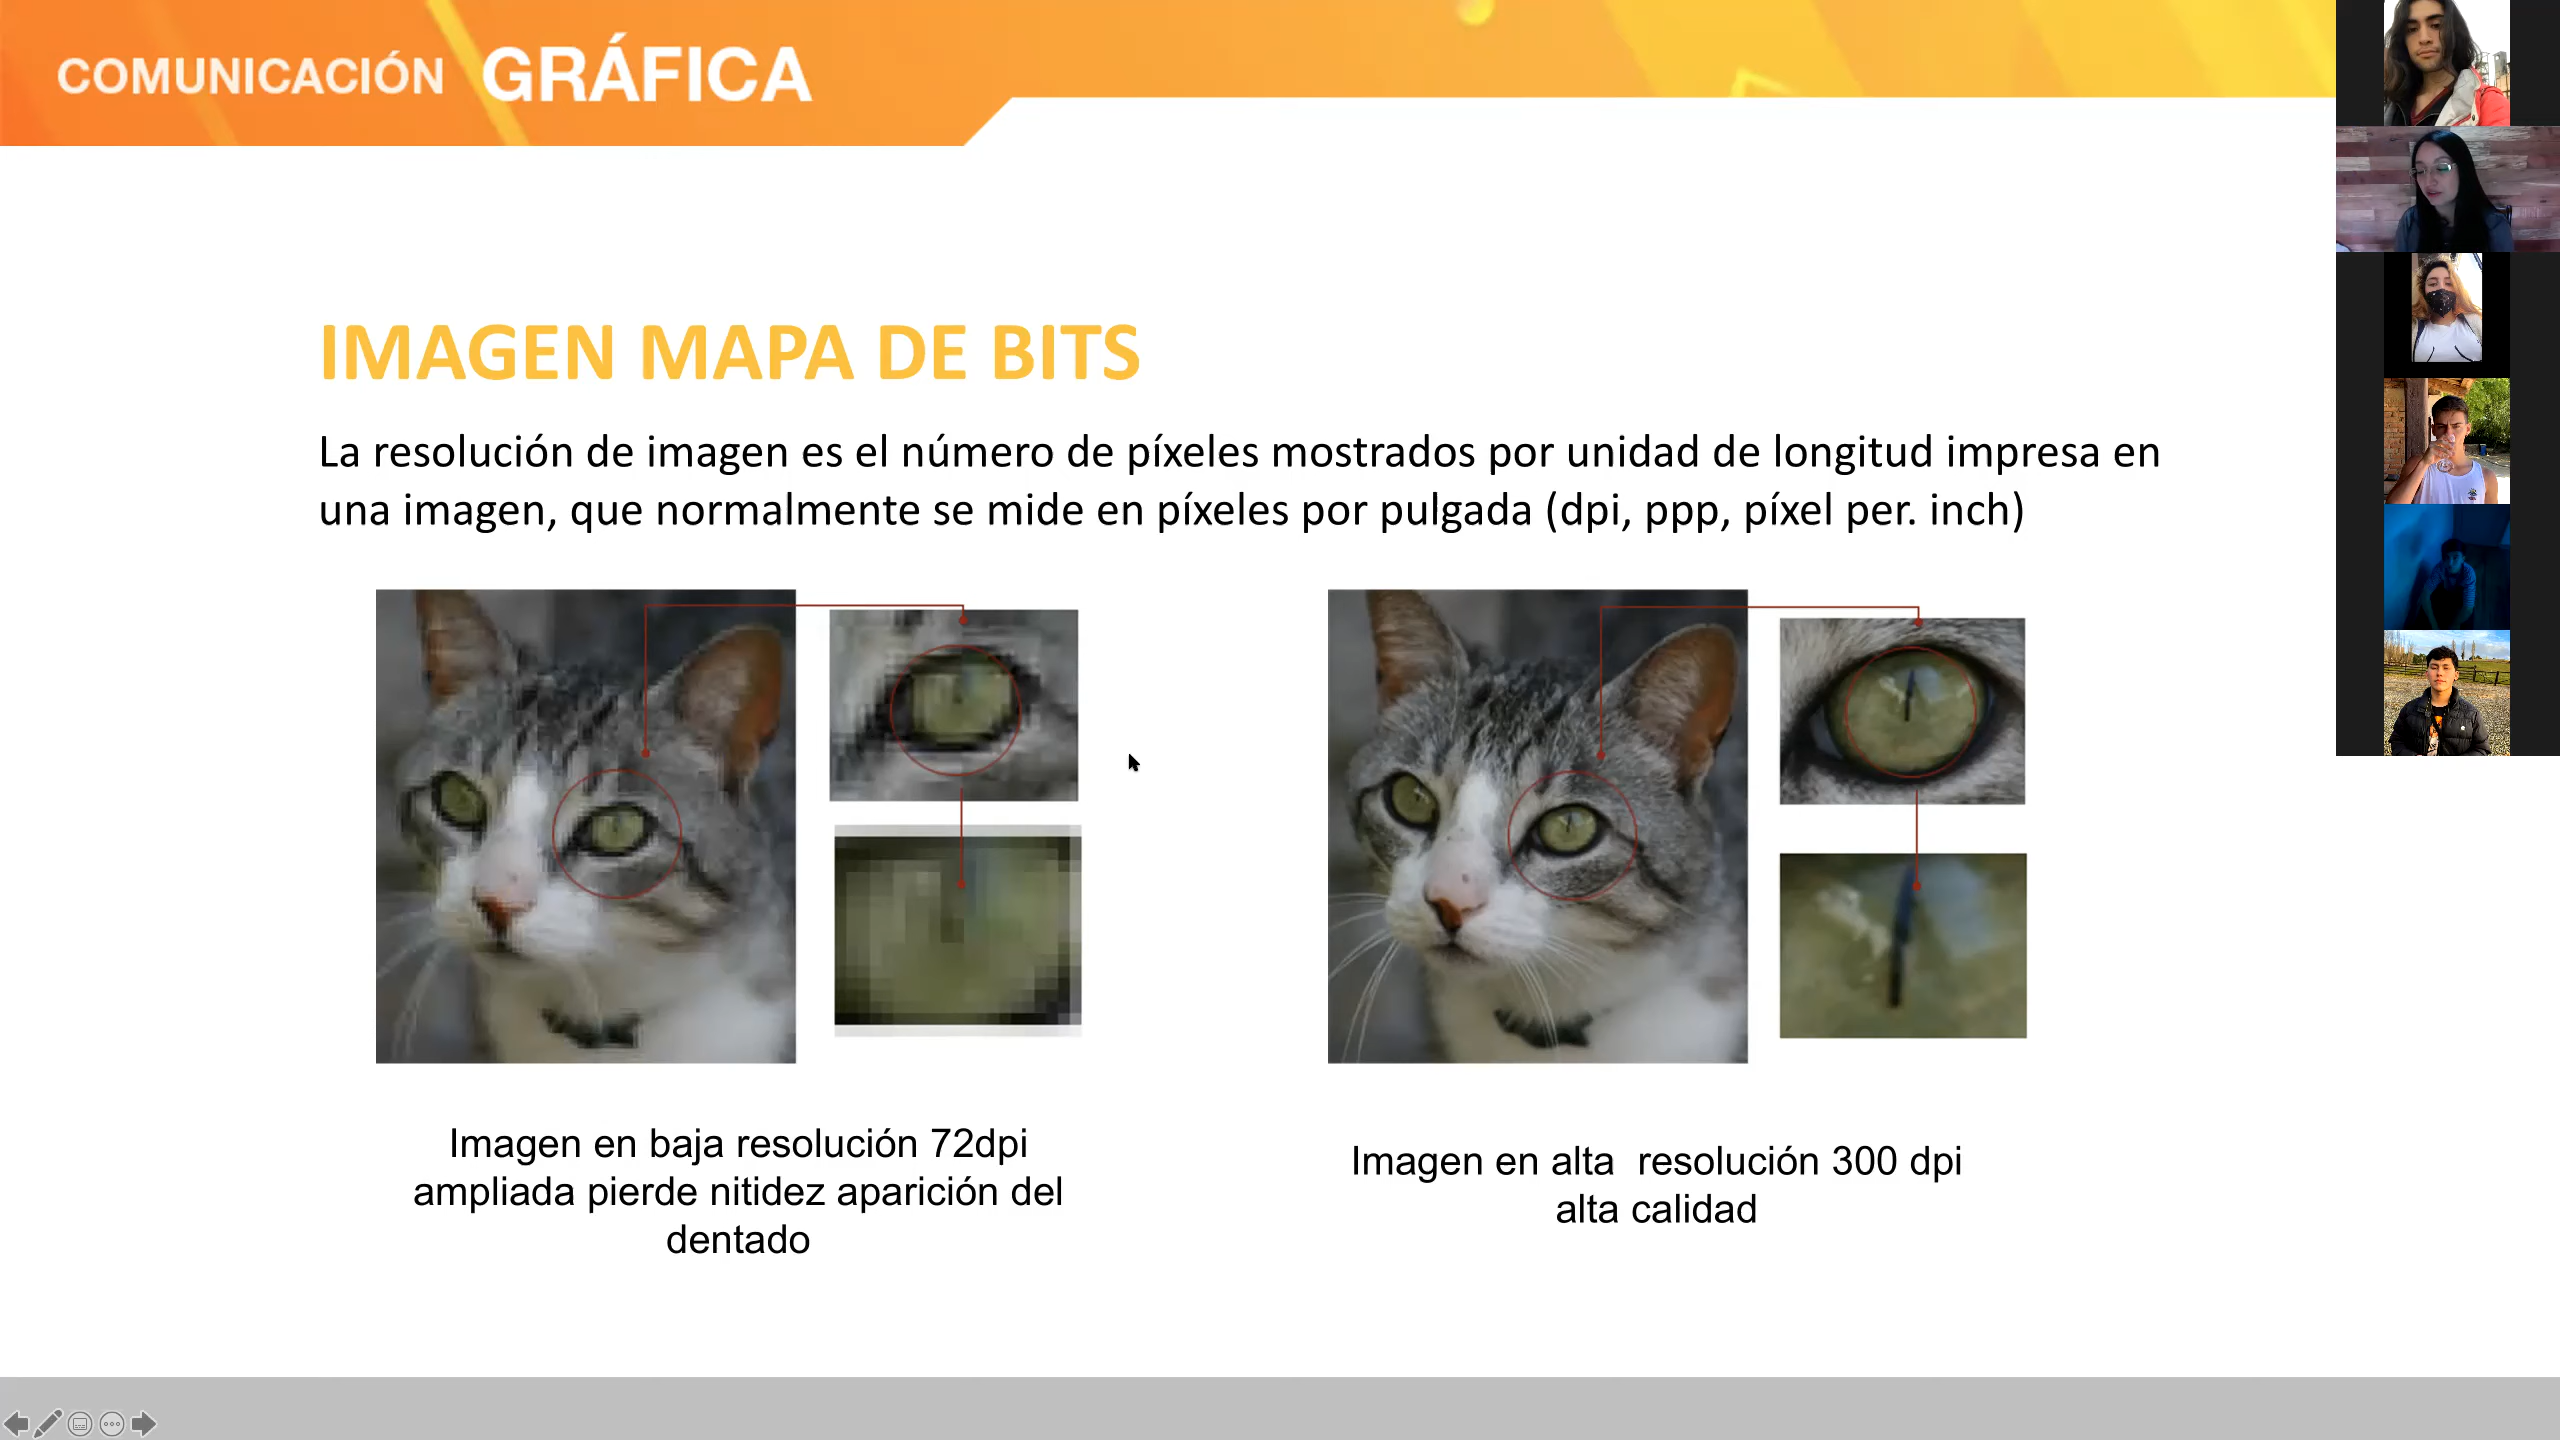 COMUNICACIÓN GRÁFICA
IMAGEN MAPA DE BITS
La resolución de imagen es el número de píxeles mostrados por unidad de longitud impresa en
una imagen, que normalmente se mide en píxeles por pulgada (dpi, ppp, píxel per. inch)
Imagen en baja resolución 72dpi
ampliada pierde nitidez aparición del
dentado
Imagen en alta  resolución 300 dpi
alta calidad